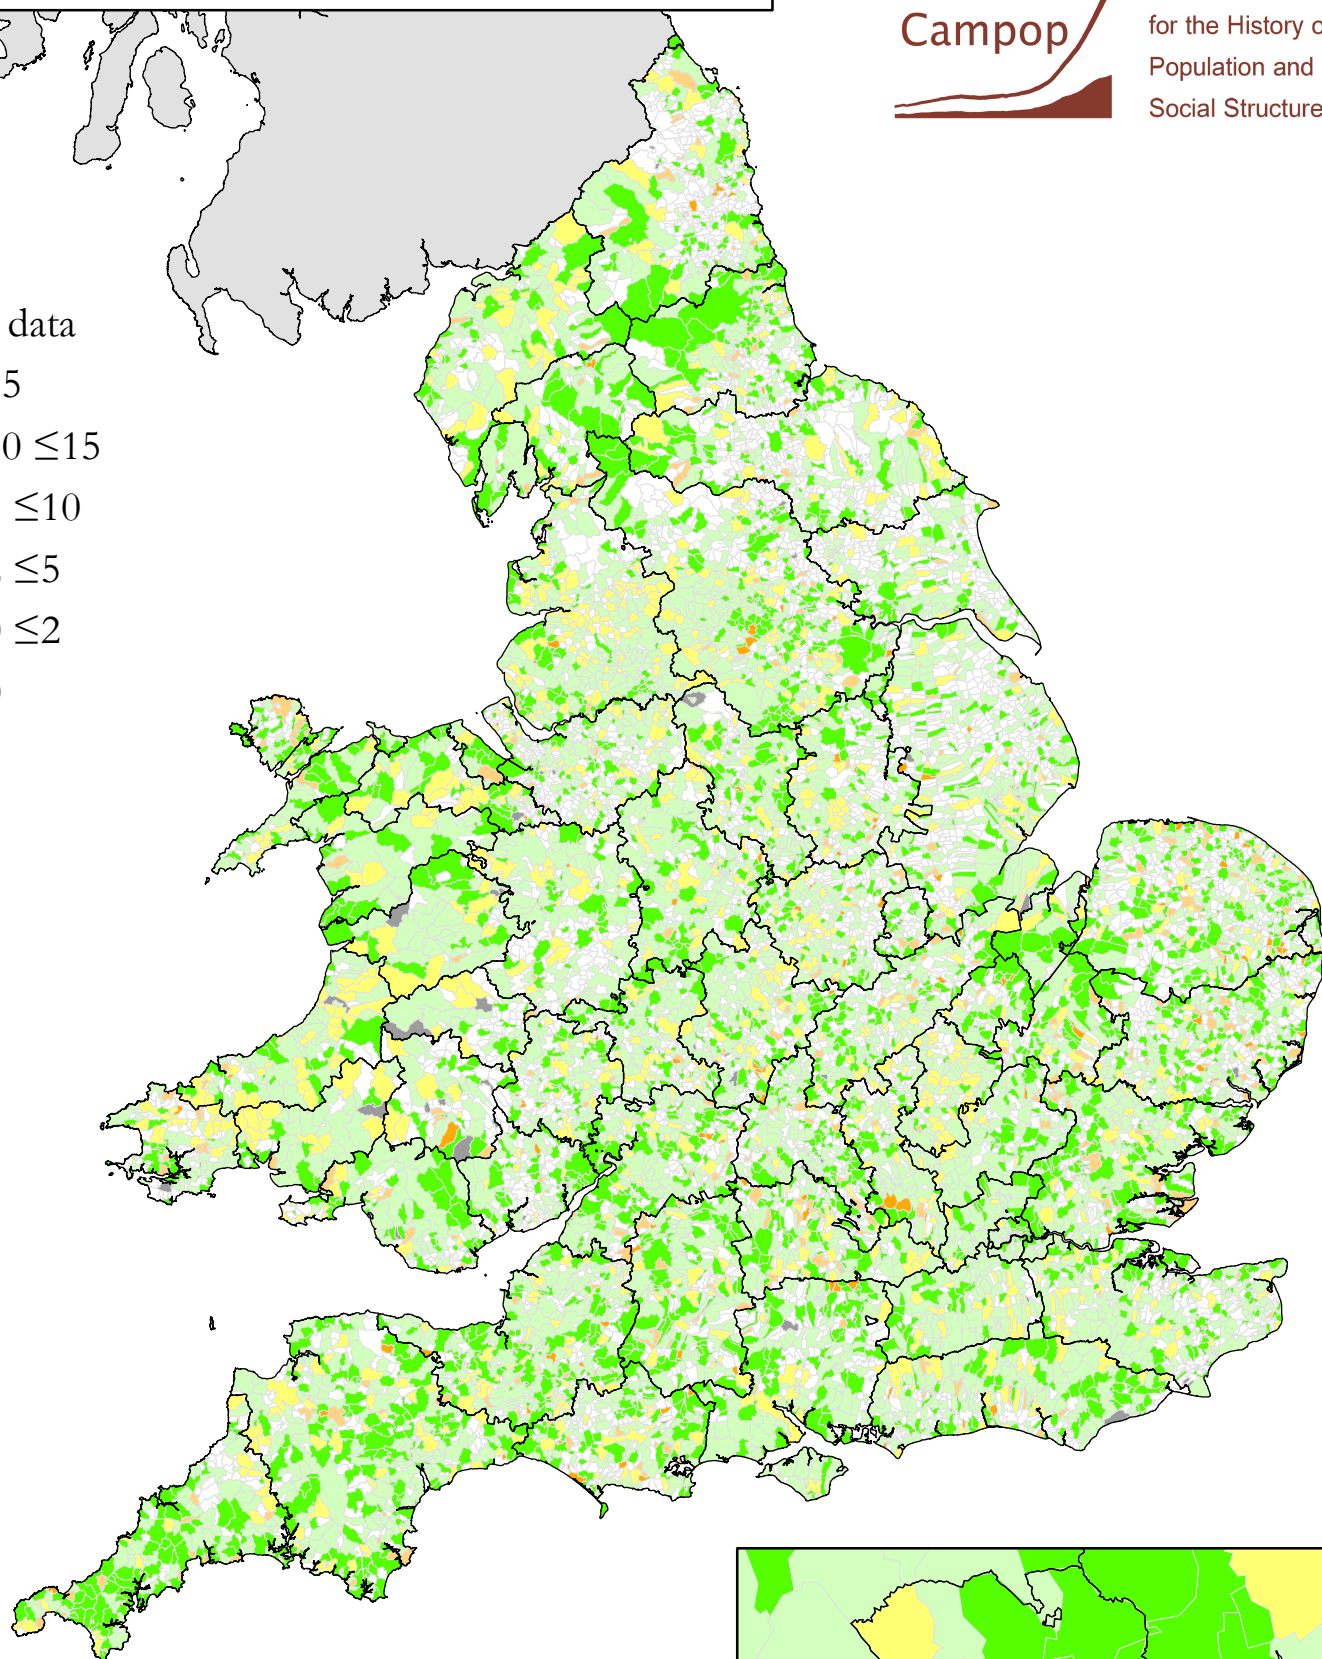 Campop
for the History o
Population and
Social Structure
data
5
0 ≤15
≤10
≤5
≤2